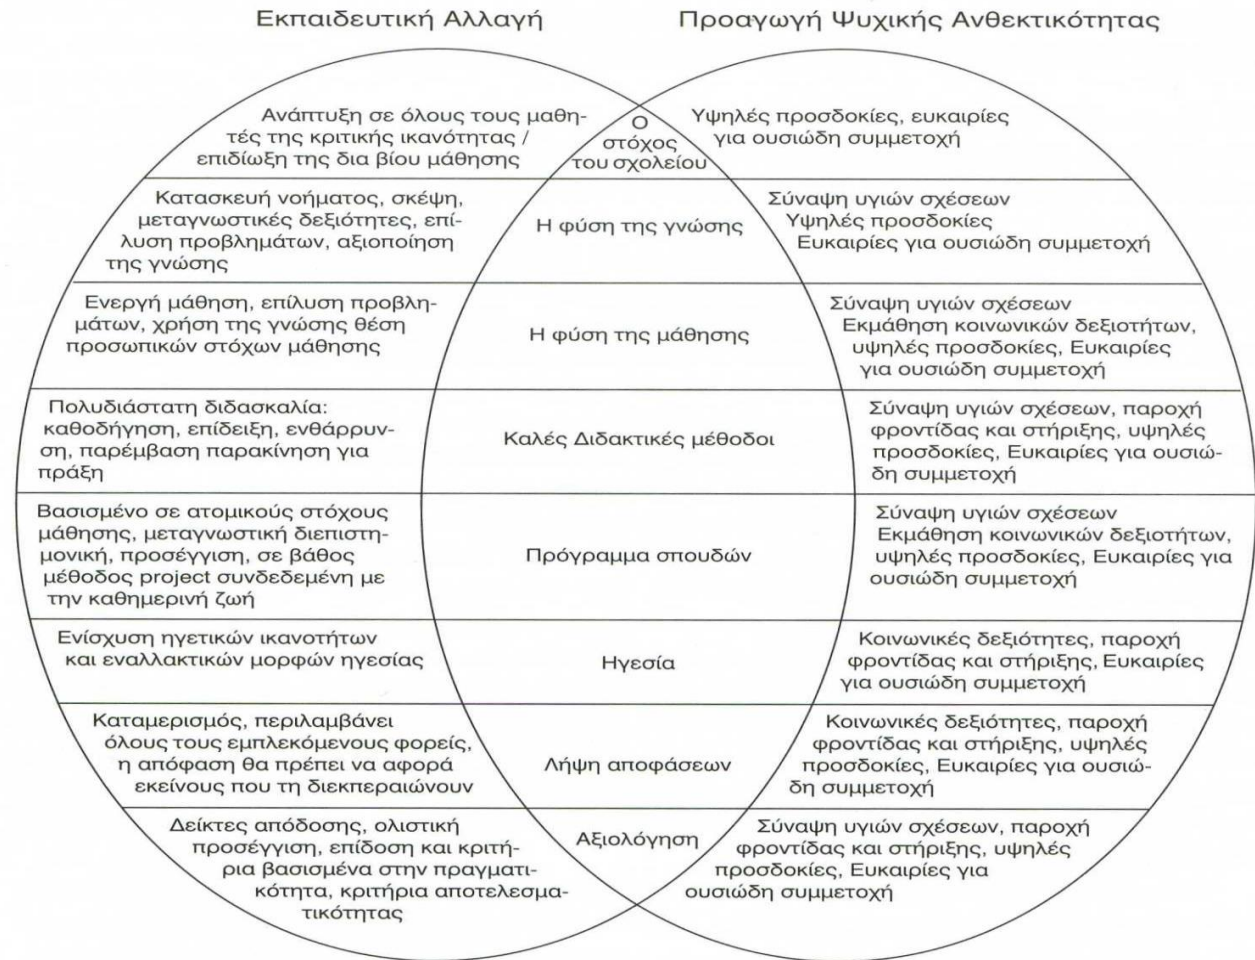 Εκπαιδευτική Αλλαγή
Προαγωγή Ψυχικής Ανθεκτικότητας
Ανάπτυξη σε όλους τους μαθη-
τές της κριτικής ικανότητας /
επιδίωξη της δια βίου μάθησης
Ο
στόχος
του σχολείου
Υψηλές προσδοκίες, ευκαιρίες
για ουσιώδη συμμετοχή
Κατασκευή νοήματος, σκέψη,
μεταγνωστικές δεξιότητες, επί-
λυση προβλημάτων, αξιοποίηση
της γνώσης
Η φύση της γνώσης
Σύναψη υγιών σχέσεων
Υψηλές προσδοκίες
Ευκαιρίες για ουσιώδη συμμετοχή
Ενεργή μάθηση, επίλυση προβλη-
μάτων, χρήση της γνώσης θέση
προσωπικών στόχων μάθησης
Η φύση της μάθησης
Σύναψη υγιών σχέσεων
Εκμάθηση κοινωνικών δεξιοτήτων,
υψηλές προσδοκίες, Ευκαιρίες
για ουσιώδη συμμετοχή
Πολυδιάστατη διδασκαλία:
καθοδήγηση, επίδειξη, ενθάρρυν-
ση, παρέμβαση παρακίνηση για
πράξη
Καλές Διδακτικές μέθοδοι
Σύναψη υγιών σχέσεων, παροχή
φροντίδας και στήριξης, υψηλές
προσδοκίες, Ευκαιρίες για ουσιώ-
δη συμμετοχή
Βασισμένο σε ατομικούς στόχους
μάθησης, μεταγνωστική διεπιστη-
μονική, προσέγγιση, σε βάθος
μέθοδος project συνδεδεμένη με
την καθημερινή ζωή
Πρόγραμμα σπουδών
Σύναψη υγιών σχέσεων
Εκμάθηση κοινωνικών δεξιοτήτων,
υψηλές προσδοκίες, Ευκαιρίες για
ουσιώδη συμμετοχή
Ενίσχυση ηγετικών ικανοτήτων
και εναλλακτικών μορφών ηγεσίας
Ηγεσία
Κοινωνικές δεξιότητες, παροχή
φροντίδας και στήριξης, Ευκαιρίες
για ουσιώδη συμμετοχή
Καταμερισμός, περιλαμβάνει
όλους τους εμπλεκόμενους φορείς,
η απόφαση θα πρέπει να αφορά
εκείνους που τη διεκπεραιώνουν
Λήψη αποφάσεων
Κοινωνικές δεξιότητες, παροχή
φροντίδας και στήριξης, υψηλές
προσδοκίες, Ευκαιρίες για ουσιώ-
δη συμμετοχή
Δείκτες απόδοσης, ολιστική
προσέγγιση, επίδοση και κριτή-
ρια βασισμένα στην πραγματι-
κότητα, κριτήρια αποτελεσμα-
τικότητας
Αξιολόγηση
Σύναψη υγιών σχέσεων, παροχή
φροντίδας και στήριξης, υψηλές
προσδοκίες, Ευκαιρίες για
ουσιώδη συμμετοχή